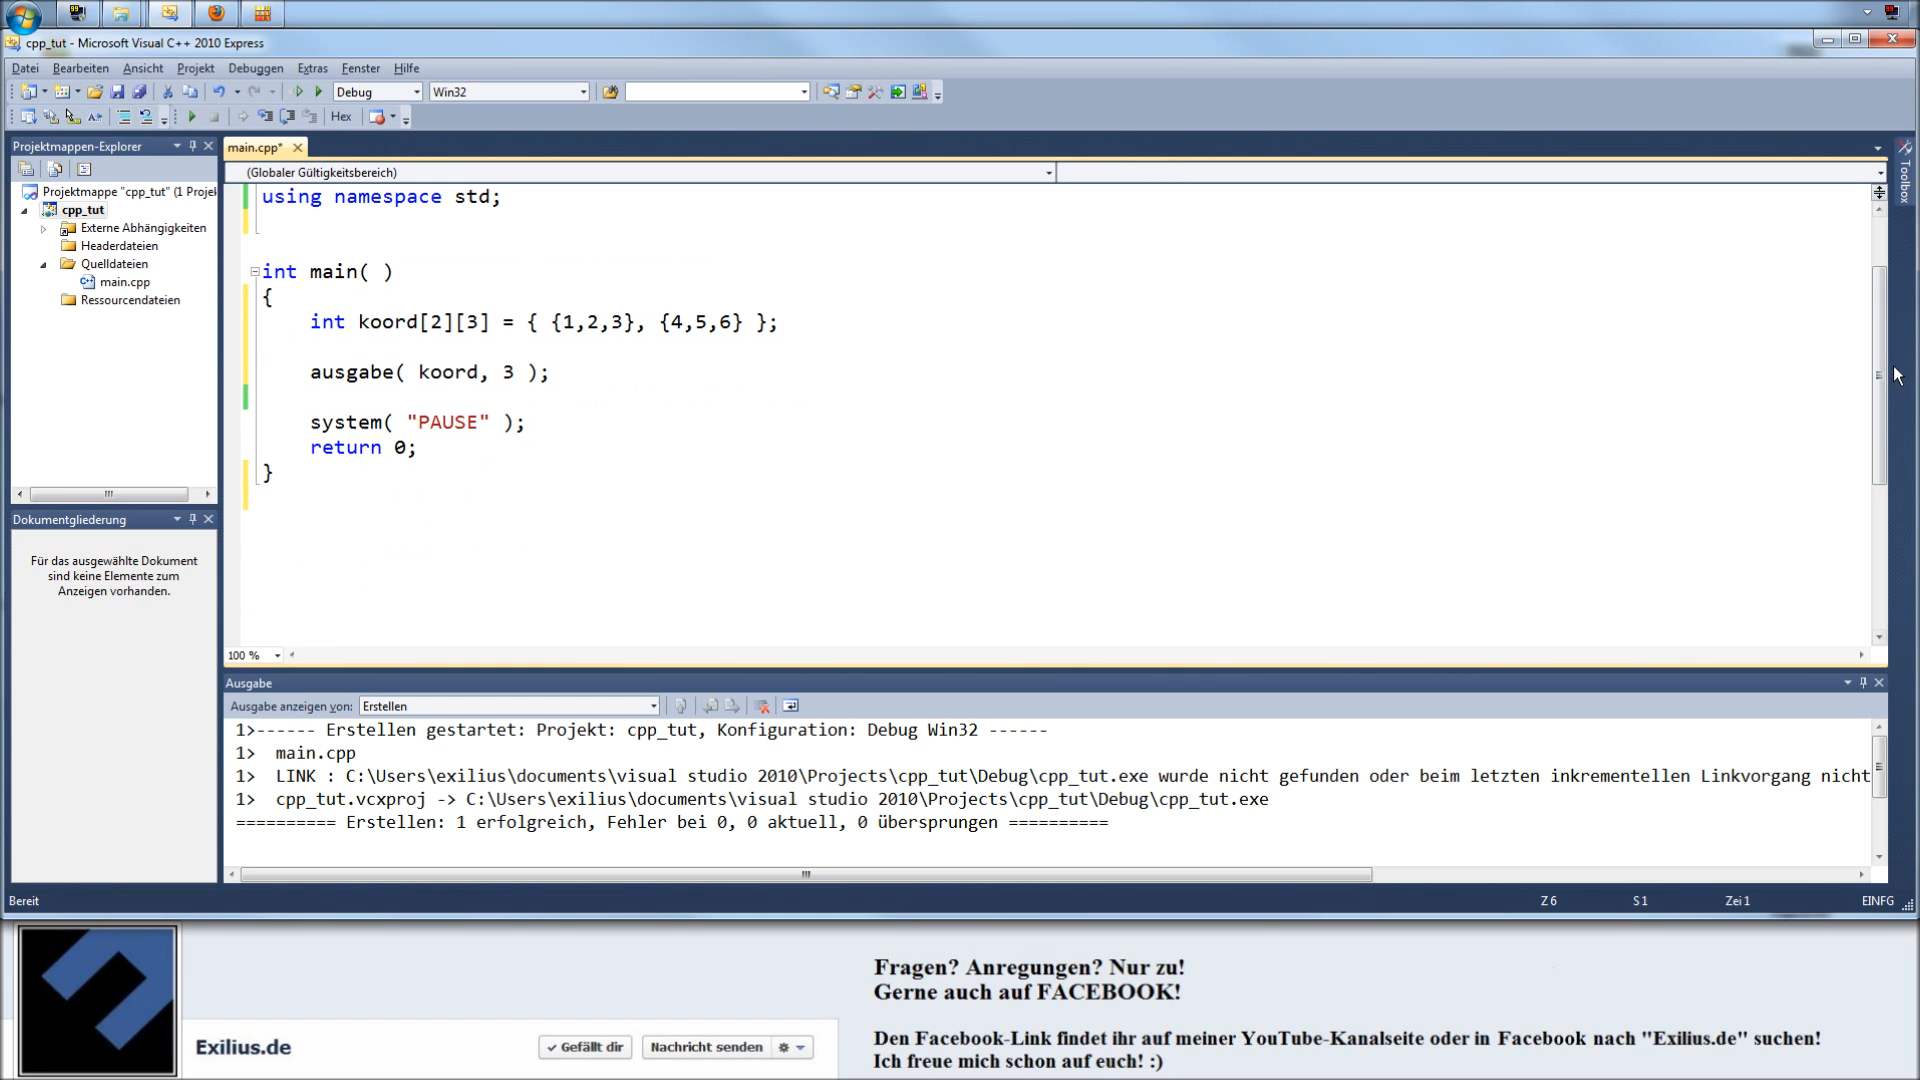 cpp_tut - Microsoft Visual C++ 2010 Express
Datei Bearbeiten Ansicht Projekt Debuggen Extras Fenster Hilfe
Debug Win32
Hex
Projektmappen-Explorer
main.cpp*
(Globaler Gültigkeitsbereich)
Toolbox
Projektmappe "cpp_tut" (1 Projek
cpp_tut
Externe Abhängigkeiten
Headerdateien
Quelldateien
main.cpp
Ressourcendateien
using namespace std;
int main( )
{
int koord[2][3] = { {1,2,3}, {4,5,6} };
ausgabe( koord, 3 );
system( "PAUSE" );
return 0;
}
Dokumentgliederung
Für das ausgewählte Dokument
sind keine Elemente zum
Anzeigen vorhanden.
100 %
Ausgabe
Ausgabe anzeigen von: Erstellen
1>------ Erstellen gestartet: Projekt: cpp_tut, Konfiguration: Debug Win32 ------
1> main.cpp
1> LINK : C:\Users\exilius\documents\visual studio 2010\Projects\cpp_tut\Debug\cpp_tut.exe wurde nicht gefunden oder beim letzten inkrementellen Linkvorgang nicht
1> cpp_tut.vcxproj -> C:\Users\exilius\documents\visual studio 2010\Projects\cpp_tut\Debug\cpp_tut.exe
========== Erstellen: 1 erfolgreich, Fehler bei 0, 0 aktuell, 0 übersprungen ==========
Bereit Z 6 S 1 Zei 1 EINFG
Fragen? Anregungen? Nur zu!
Gerne auch auf FACEBOOK!
Exilius.de Gefällt dir Nachricht senden
Den Facebook-Link findet ihr auf meiner YouTube-Kanalseite oder in Facebook nach "Exilius.de" suchen!
Ich freue mich schon auf euch! :)